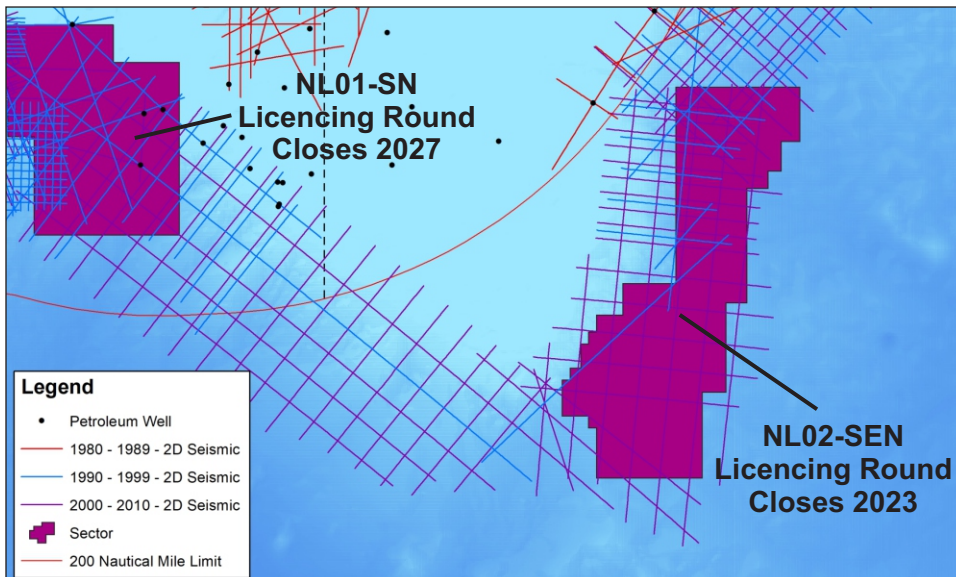 NL01-SN
Licencing Round
Closes 2027
NL02-SEN
Licencing Round
Closes 2023
Legend
Petroleum Well
1980 - 1989 - 2D Seismic
1990 - 1999 - 2D Seismic
2000 - 2010 - 2D Seismic
Sector
200 Nautical Mile Limit